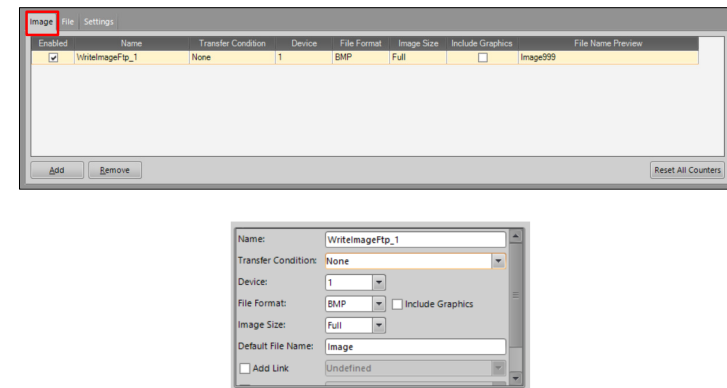 Image File Settings
Enabled Name Transfer Condition Device File Format Image Size Include Graphics File Name Preview
WriteImageFtp_1 None 1 BMP Full Image999
Add Remove Reset All Counters
Name: WriteImageFtp_1
Transfer Condition: None
Device: 1
File Format: BMP Include Graphics
Image Size: Full
Default File Name: Image
Add Link Undefined